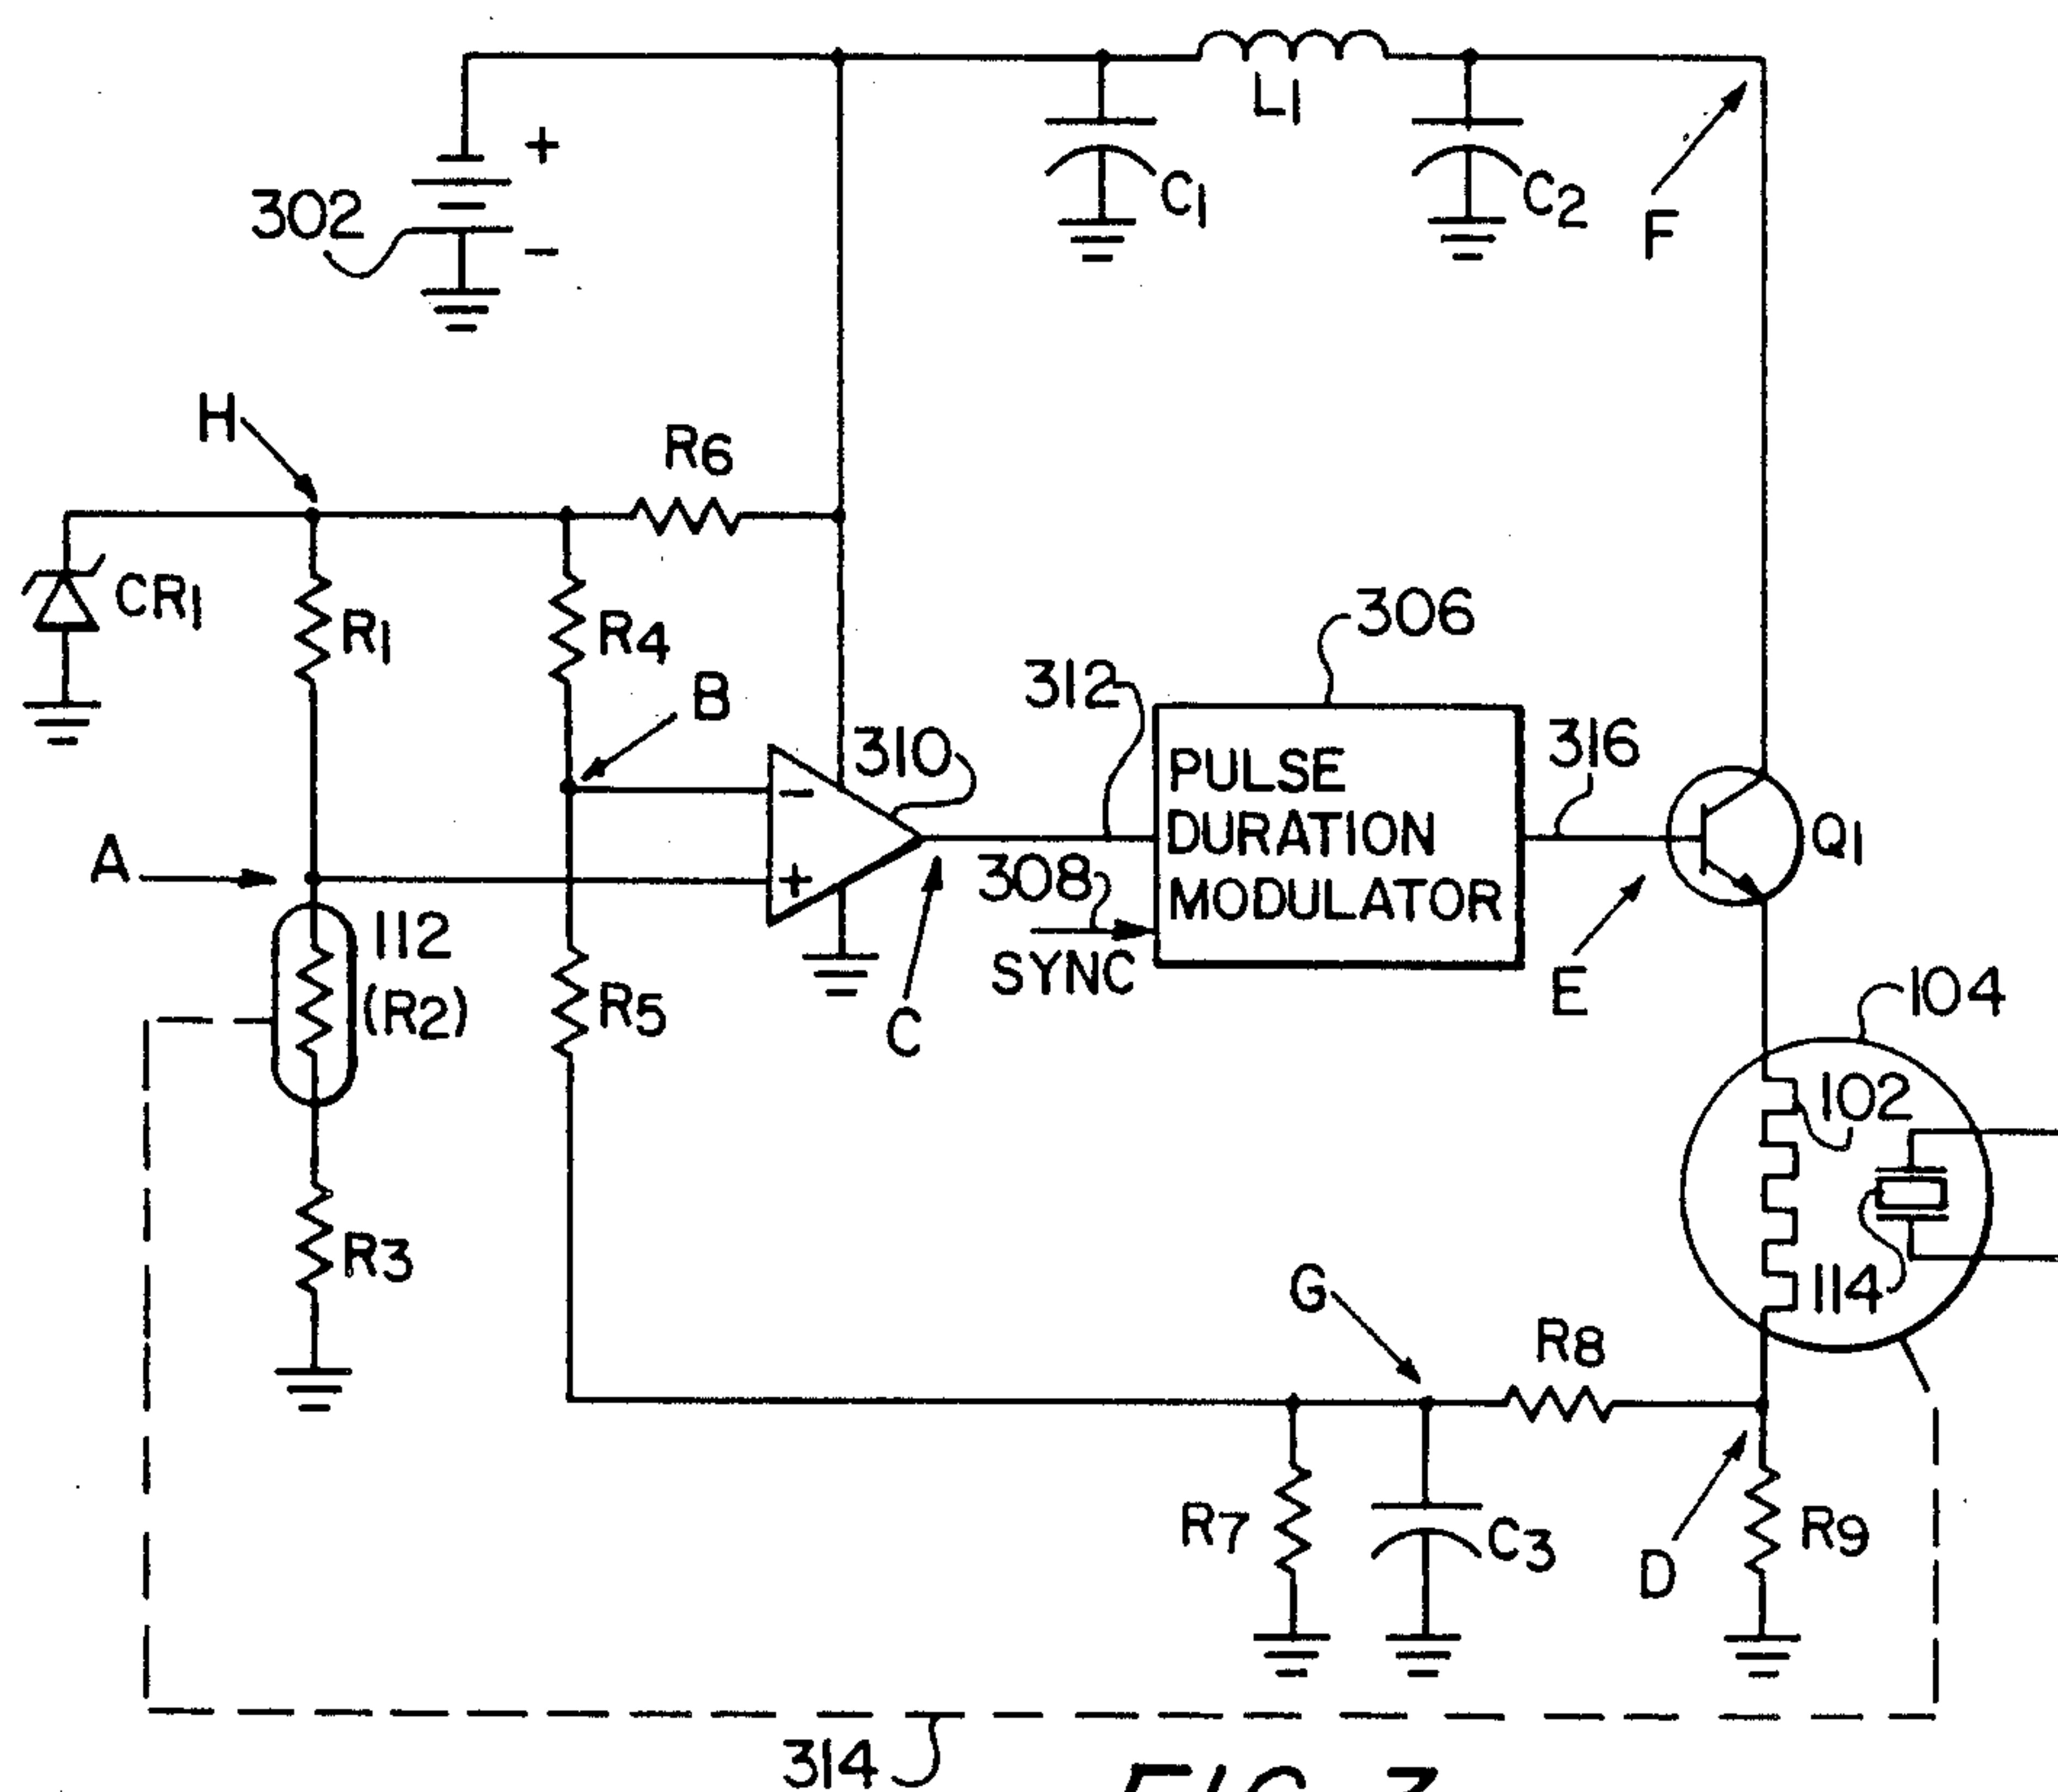 L1
+
302
C1
C2
−
F
H
R6
CR1
R1
R4
306
B
312
310
316
PULSE
DURATION
MODULATOR
−
A
+
308
Q1
SYNC
112
(R2)
R5
C
E
104
102
R3
G
114
R8
R7
C3
R9
D
314